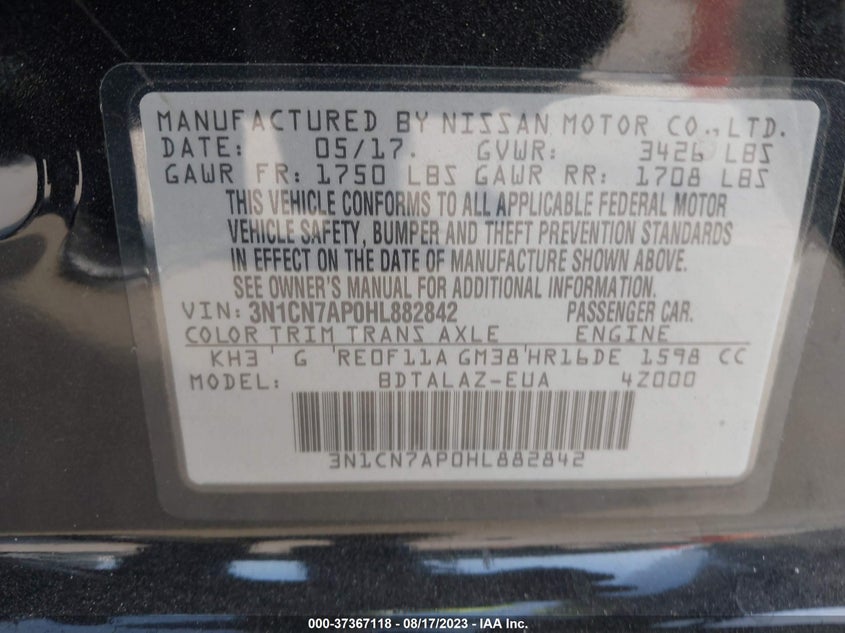 MANUFACTURED BY NISSAN MOTOR CO.,LTD.
DATE: 05/17. GVWR: 3426 LBS
GAWR FR: 1750 LBS GAWR RR: 1708 LBS
THIS VEHICLE CONFORMS TO ALL APPLICABLE FEDERAL MOTOR
VEHICLE SAFETY, BUMPER AND THEFT PREVENTION STANDARDS
IN EFFECT ON THE DATE OF MANUFACTURE SHOWN ABOVE.
SEE OWNER'S MANUAL FOR ADDITIONAL INFORMATION.
VIN: 3N1CN7AP0HL882842 PASSENGER CAR.
COLOR TRIM TRANS AXLE ENGINE
KH3 G RE0F11A GM38 HR16DE 1598 CC
MODEL: BDTALAZ-EUA 4Z000
3N1CN7AP0HL882842
000-37367118 - 08/17/2023 - IAA Inc.